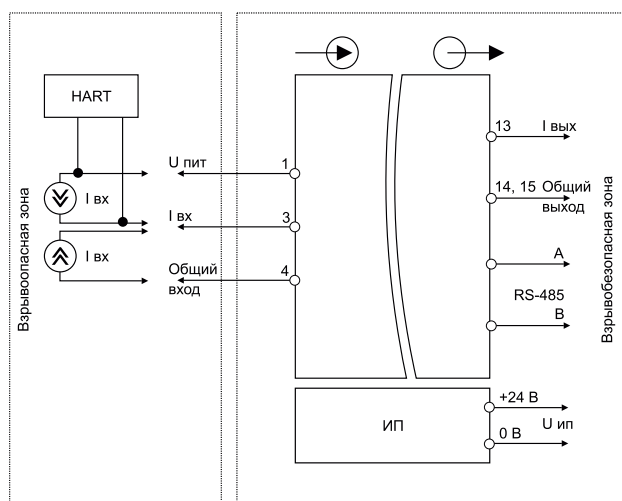 HART
U пит
1
13
I вых
I вх
I вх
3
14, 15 Общий
выход
I вх
Общий
вход
4
A
RS-485
B
Взрывоопасная зона
Взрывобезопасная зона
ИП
+24 В
U ип
0 В